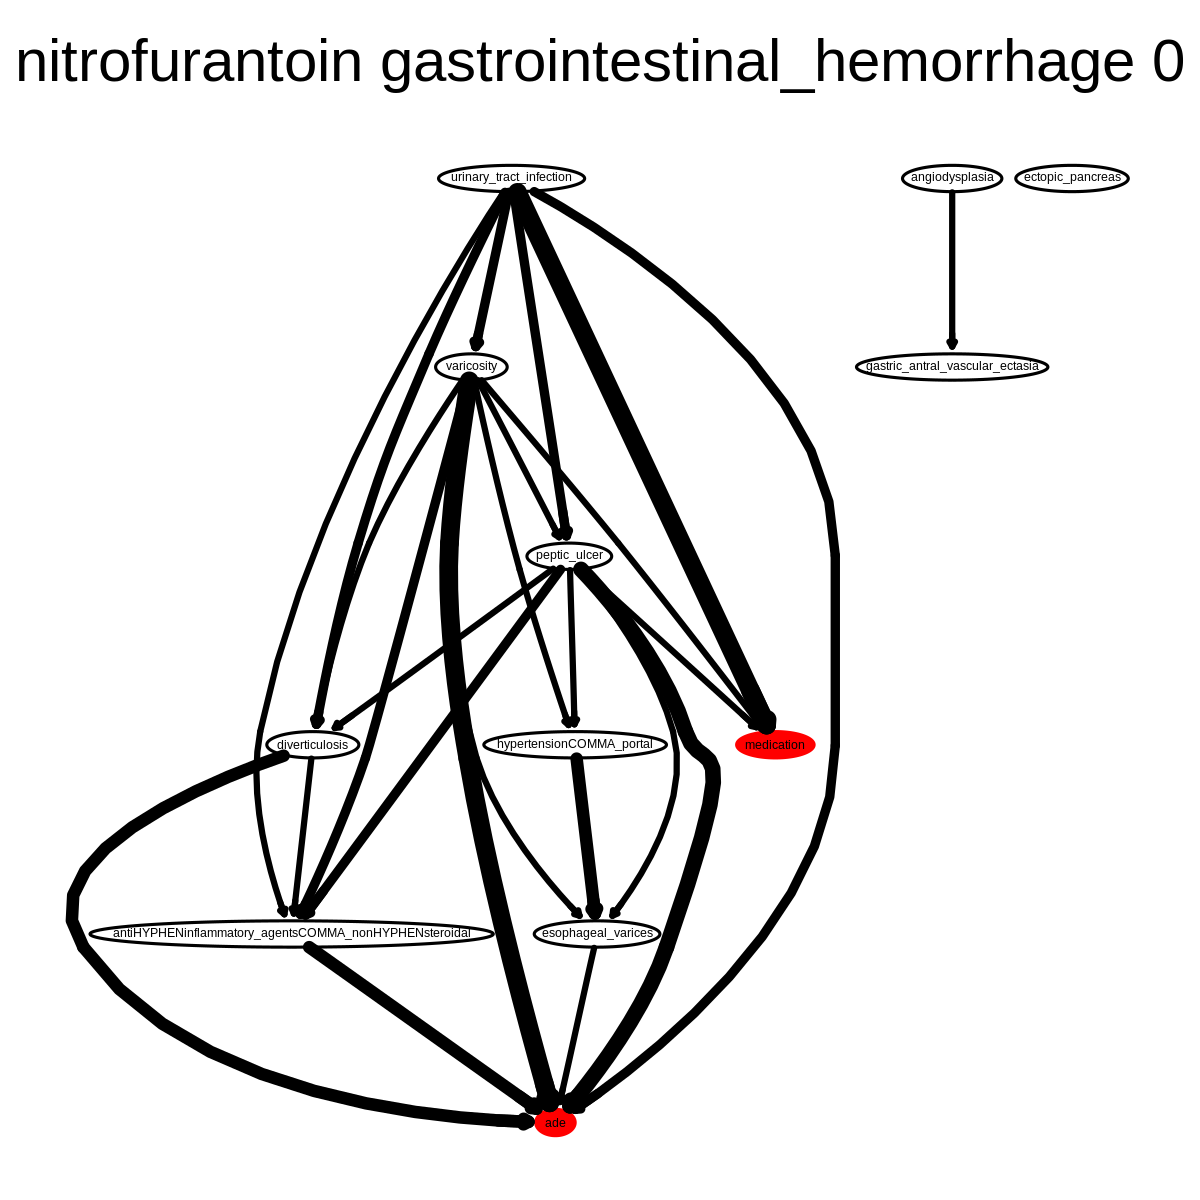 nitrofurantoin gastrointestinal_hemorrhage 0
urinary_tract_infection
angiodysplasia
ectopic_pancreas
varicosity
gastric_antral_vascular_ectasia
peptic_ulcer
diverticulosis
hypertensionCOMMA_portal
medication
antiHYPHENinflammatory_agentsCOMMA_nonHYPHENsteroidal
esophageal_varices
ade